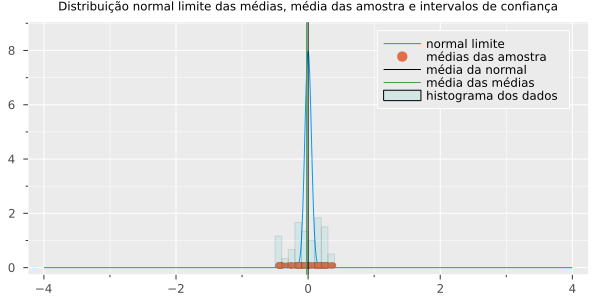 Distribuição normal limite das médias, média das amostra e intervalos de confiança
normal limite
médias das amostra
média da normal
média das médias
histograma dos dados
8
6
4
2
0
−4
−2
0
2
4